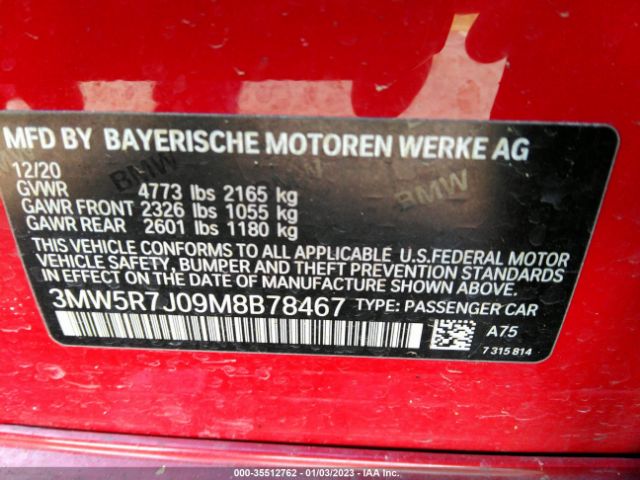 MFD BY BAYERISCHE MOTOREN WERKE AG
12/20
GVWR 4773 lbs 2165 kg
GAWR FRONT 2326 lbs 1055 kg
GAWR REAR 2601 lbs 1180 kg
THIS VEHICLE CONFORMS TO ALL APPLICABLE U.S.FEDERAL MOTOR
VEHICLE SAFETY, BUMPER AND THEFT PREVENTION STANDARDS
IN EFFECT ON THE DATE OF MANUFACTURE SHOWN ABOVE.
3MW5R7J09M8B78467 TYPE: PASSENGER CAR
A75
7 315 814
BMW
BMW
000-35512762 - 01/03/2023 - IAA Inc.